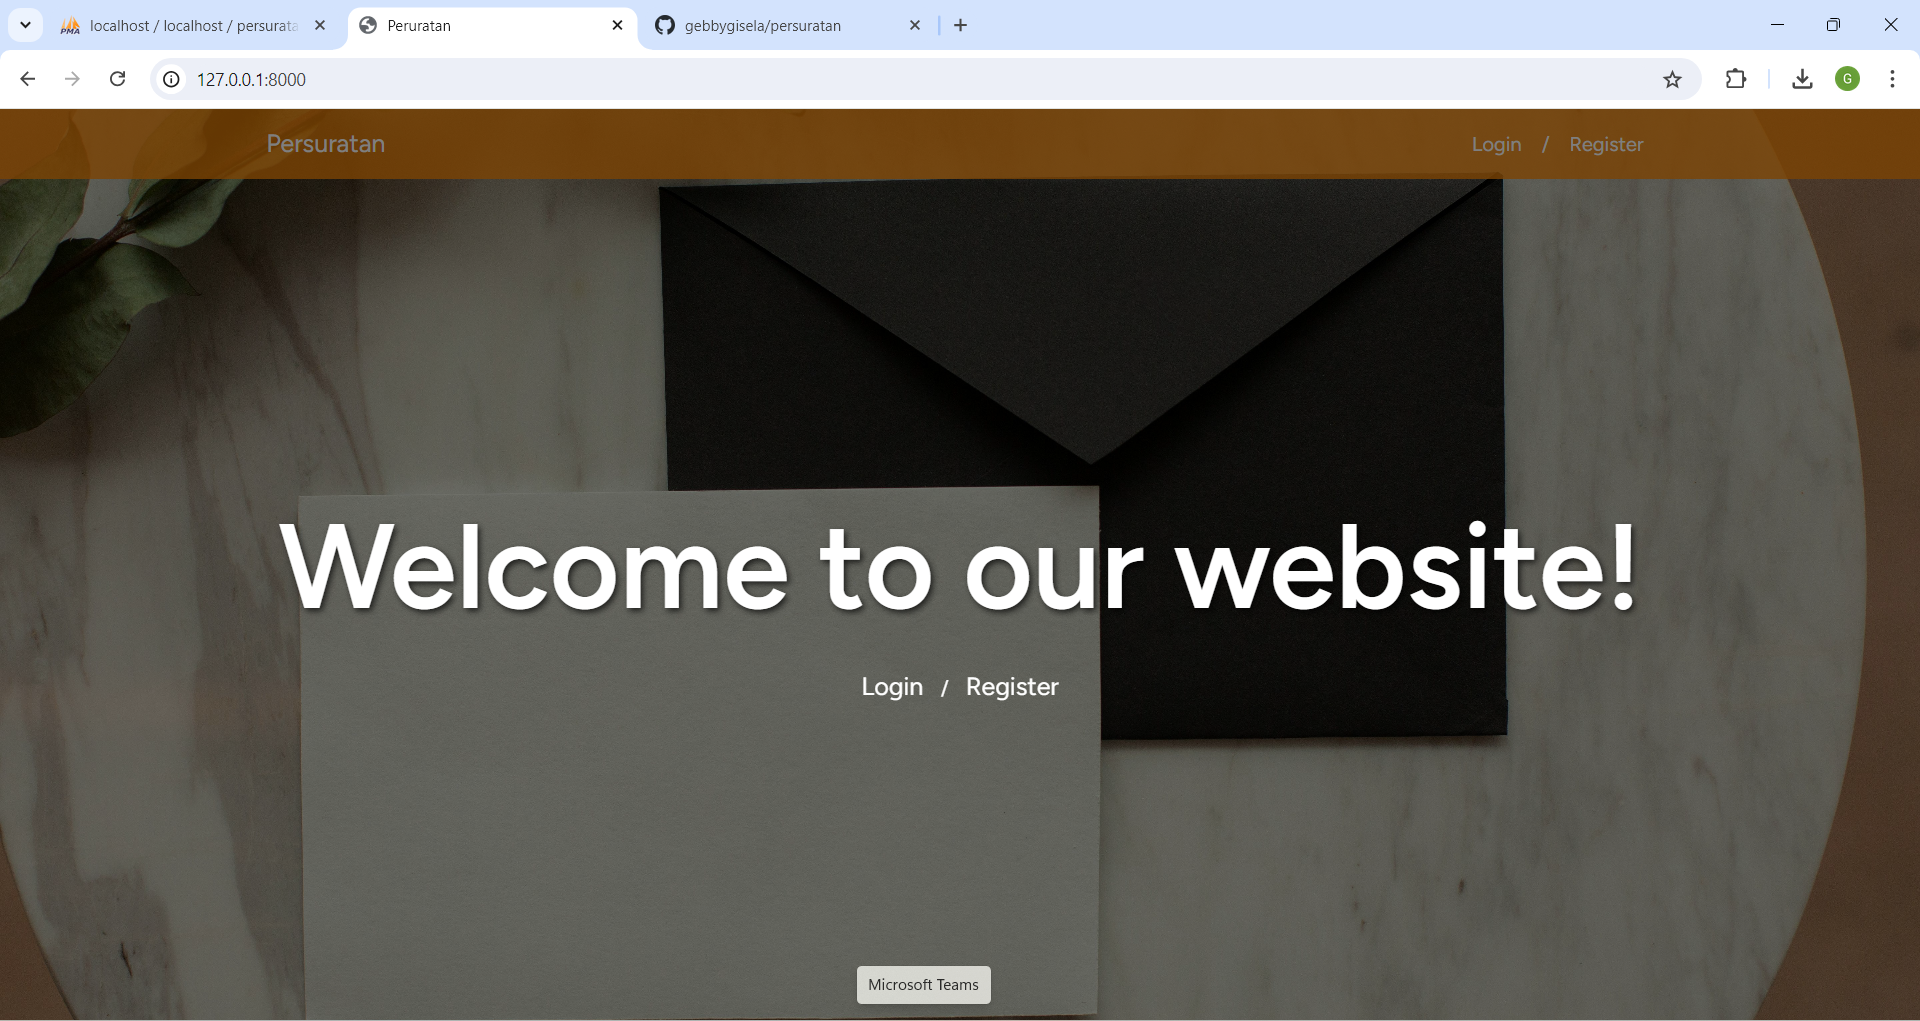 localhost / localhost / persurata
Peruratan
gebbygisela/persuratan
127.0.0.1:8000
G
Persuratan
Login / Register
Welcome to our website!
Login / Register
Microsoft Teams